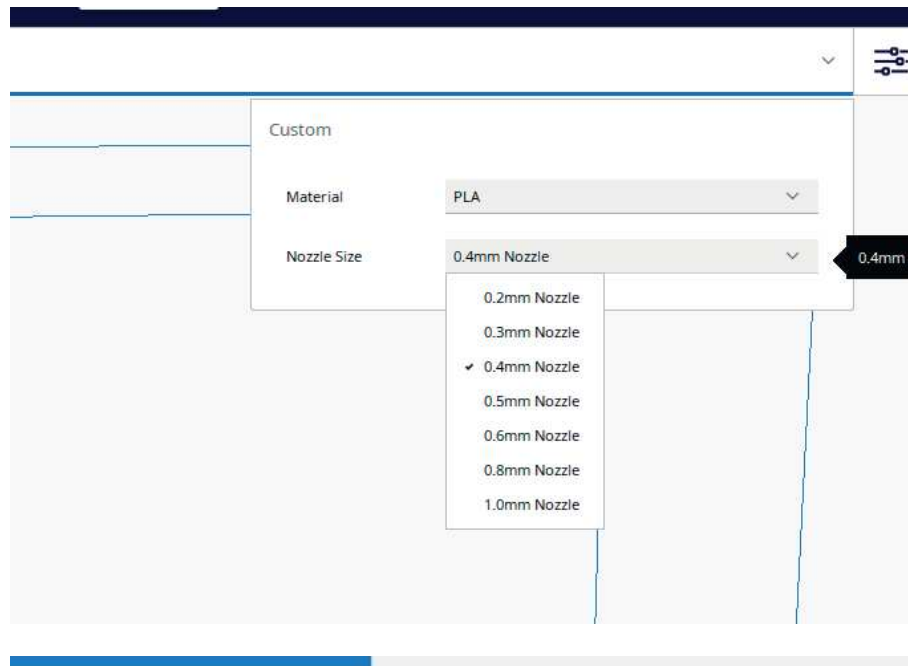 Custom
Material PLA
Nozzle Size 0.4mm Nozzle 0.4mm
0.2mm Nozzle
0.3mm Nozzle
0.4mm Nozzle
0.5mm Nozzle
0.6mm Nozzle
0.8mm Nozzle
1.0mm Nozzle